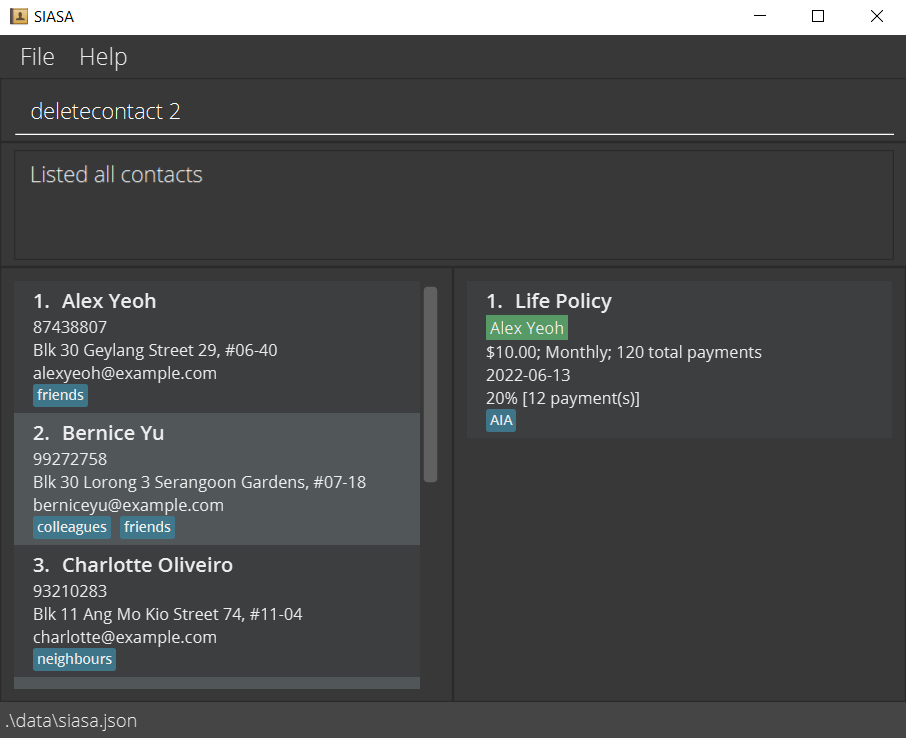 SIASA
File Help
deletecontact 2
Listed all contacts
1. Alex Yeoh
87438807
Blk 30 Geylang Street 29, #06-40
alexyeoh@example.com
friends
2. Bernice Yu
99272758
Blk 30 Lorong 3 Serangoon Gardens, #07-18
berniceyu@example.com
colleagues friends
3. Charlotte Oliveiro
93210283
Blk 11 Ang Mo Kio Street 74, #11-04
charlotte@example.com
neighbours
1. Life Policy
Alex Yeoh
$10.00; Monthly; 120 total payments
2022-06-13
20% [12 payment(s)]
AIA
.\data\siasa.json